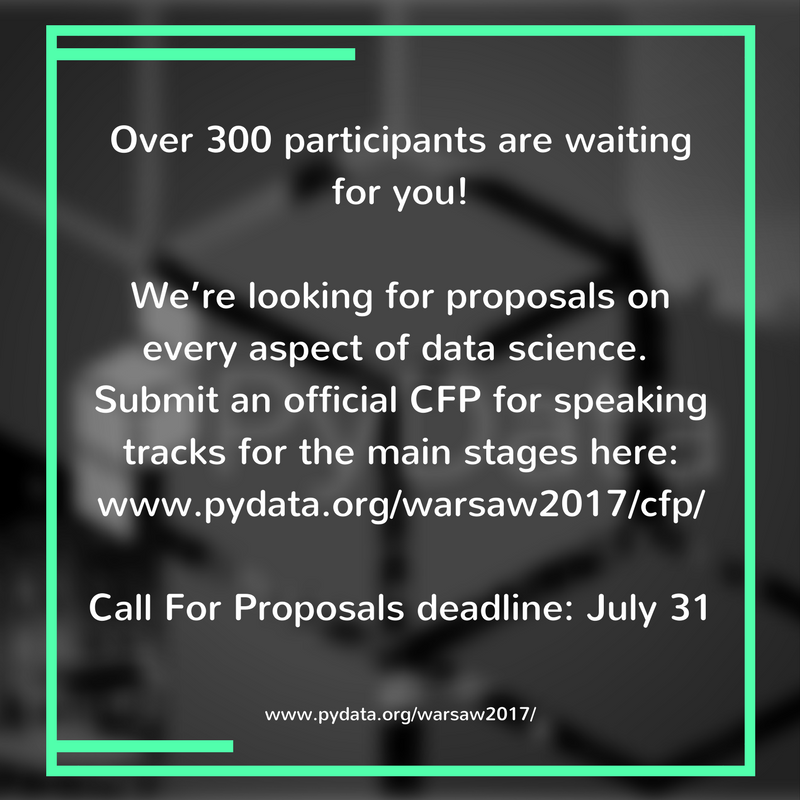 Over 300 participants are waiting
for you!
We're looking for proposals on
every aspect of data science.
Submit an official CFP for speaking
tracks for the main stages here:
www.pydata.org/warsaw2017/cfp/
Call For Proposals deadline: July 31
www.pydata.org/warsaw2017/